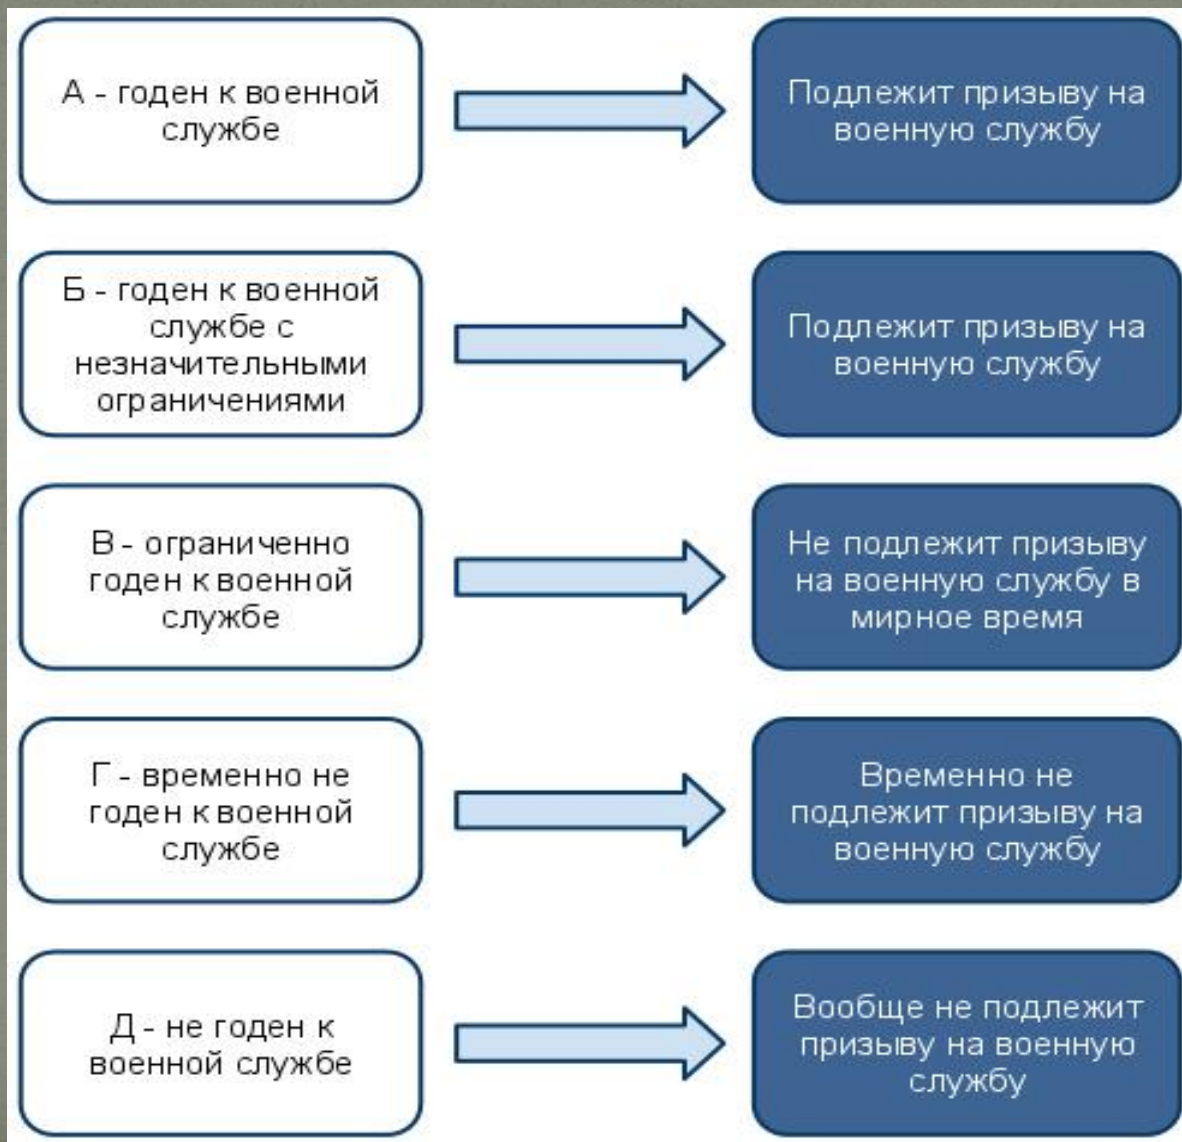 А - годен к военной
службе
Подлежит призыву на
военную службу
Б - годен к военной
службе с
незначительными
ограничениями
Подлежит призыву на
военную службу
В - ограниченно
годен к военной
службе
Не подлежит призыву
на военную службу в
мирное время
Г - временно не
годен к военной
службе
Временно не
подлежит призыву на
военную службу
Д - не годен к
военной службе
Вообще не подлежит
призыву на военную
службу